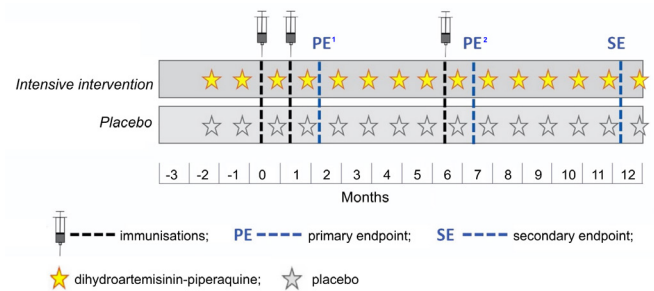 PE¹ PE² SE
Intensive intervention
Placebo
-3 -2 -1 0 1 2 3 4 5 6 7 8 9 10 11 12
Months
immunisations; PE primary endpoint; SE secondary endpoint;
dihydroartemisinin-piperaquine; placebo